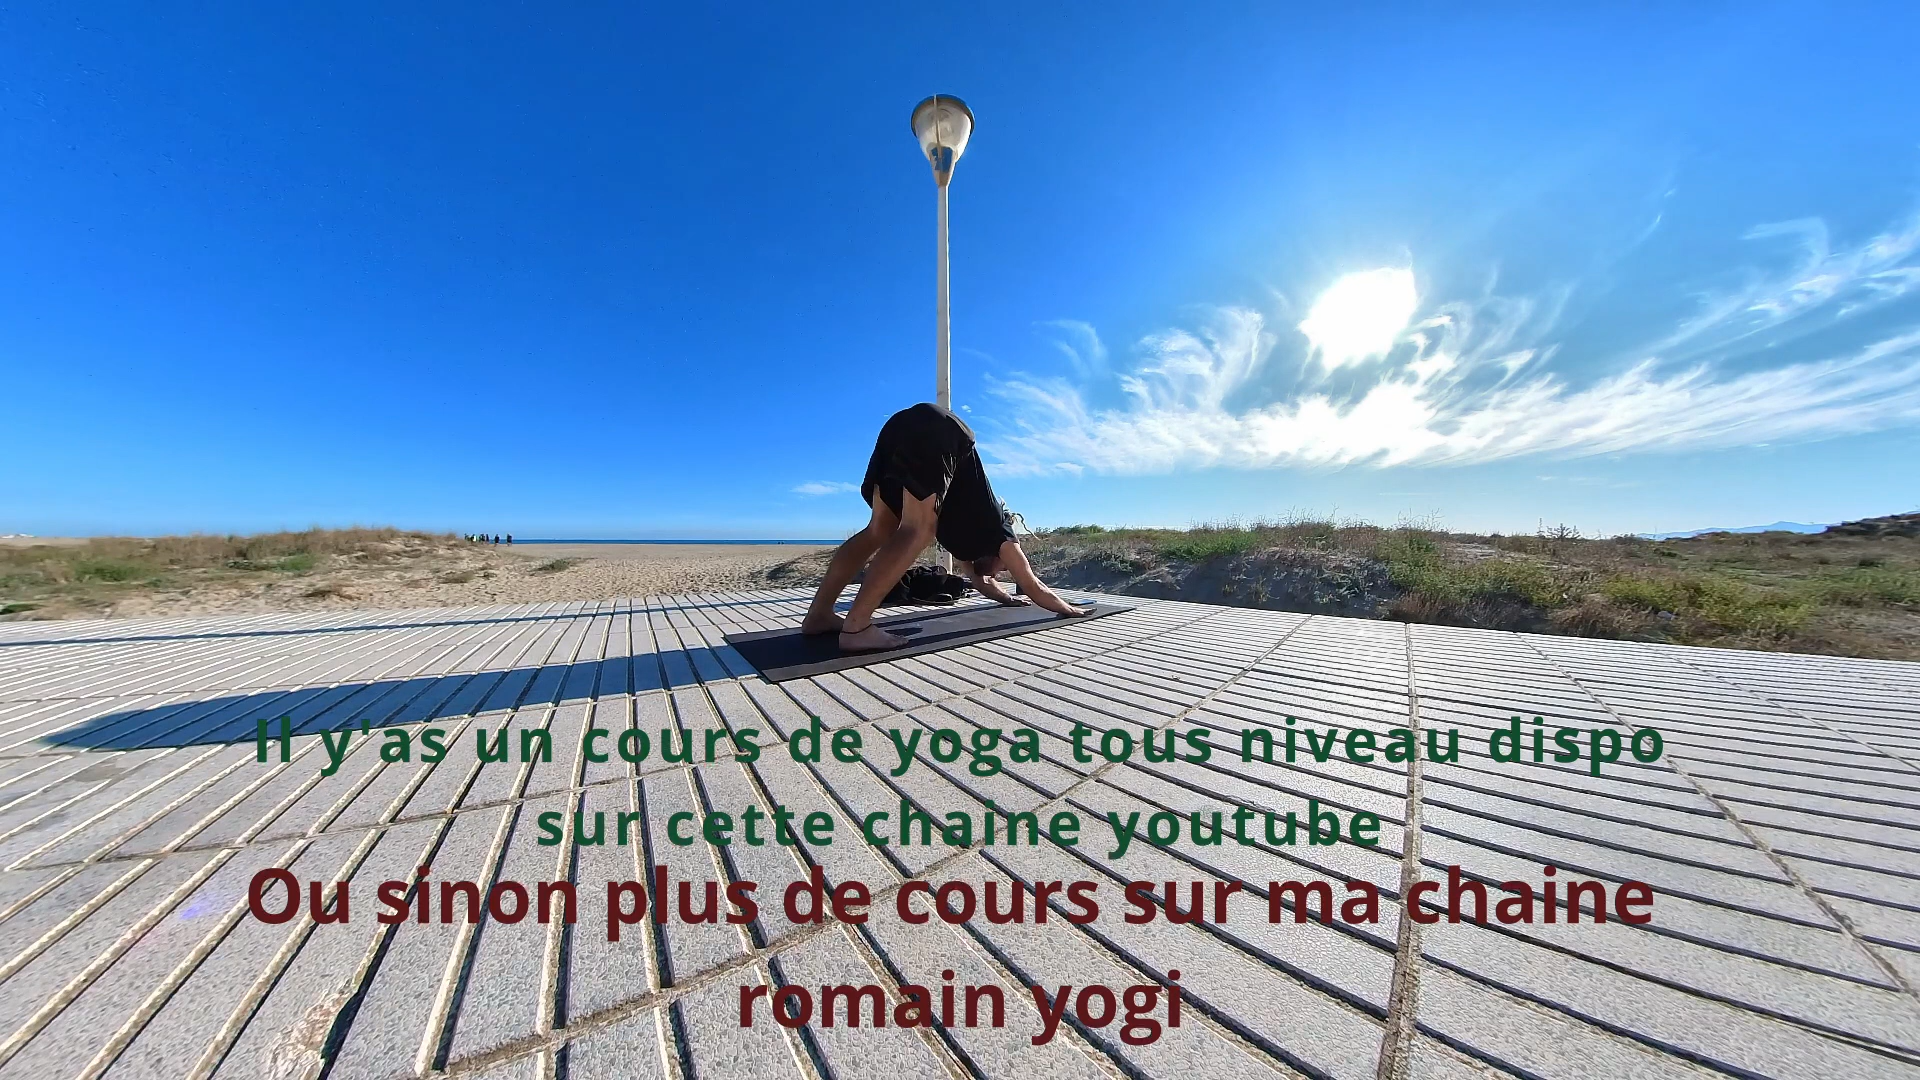 Il y'as un cours de yoga tous niveau dispo
sur cette chaine youtube
Ou sinon plus de cours sur ma chaine
romain yogi